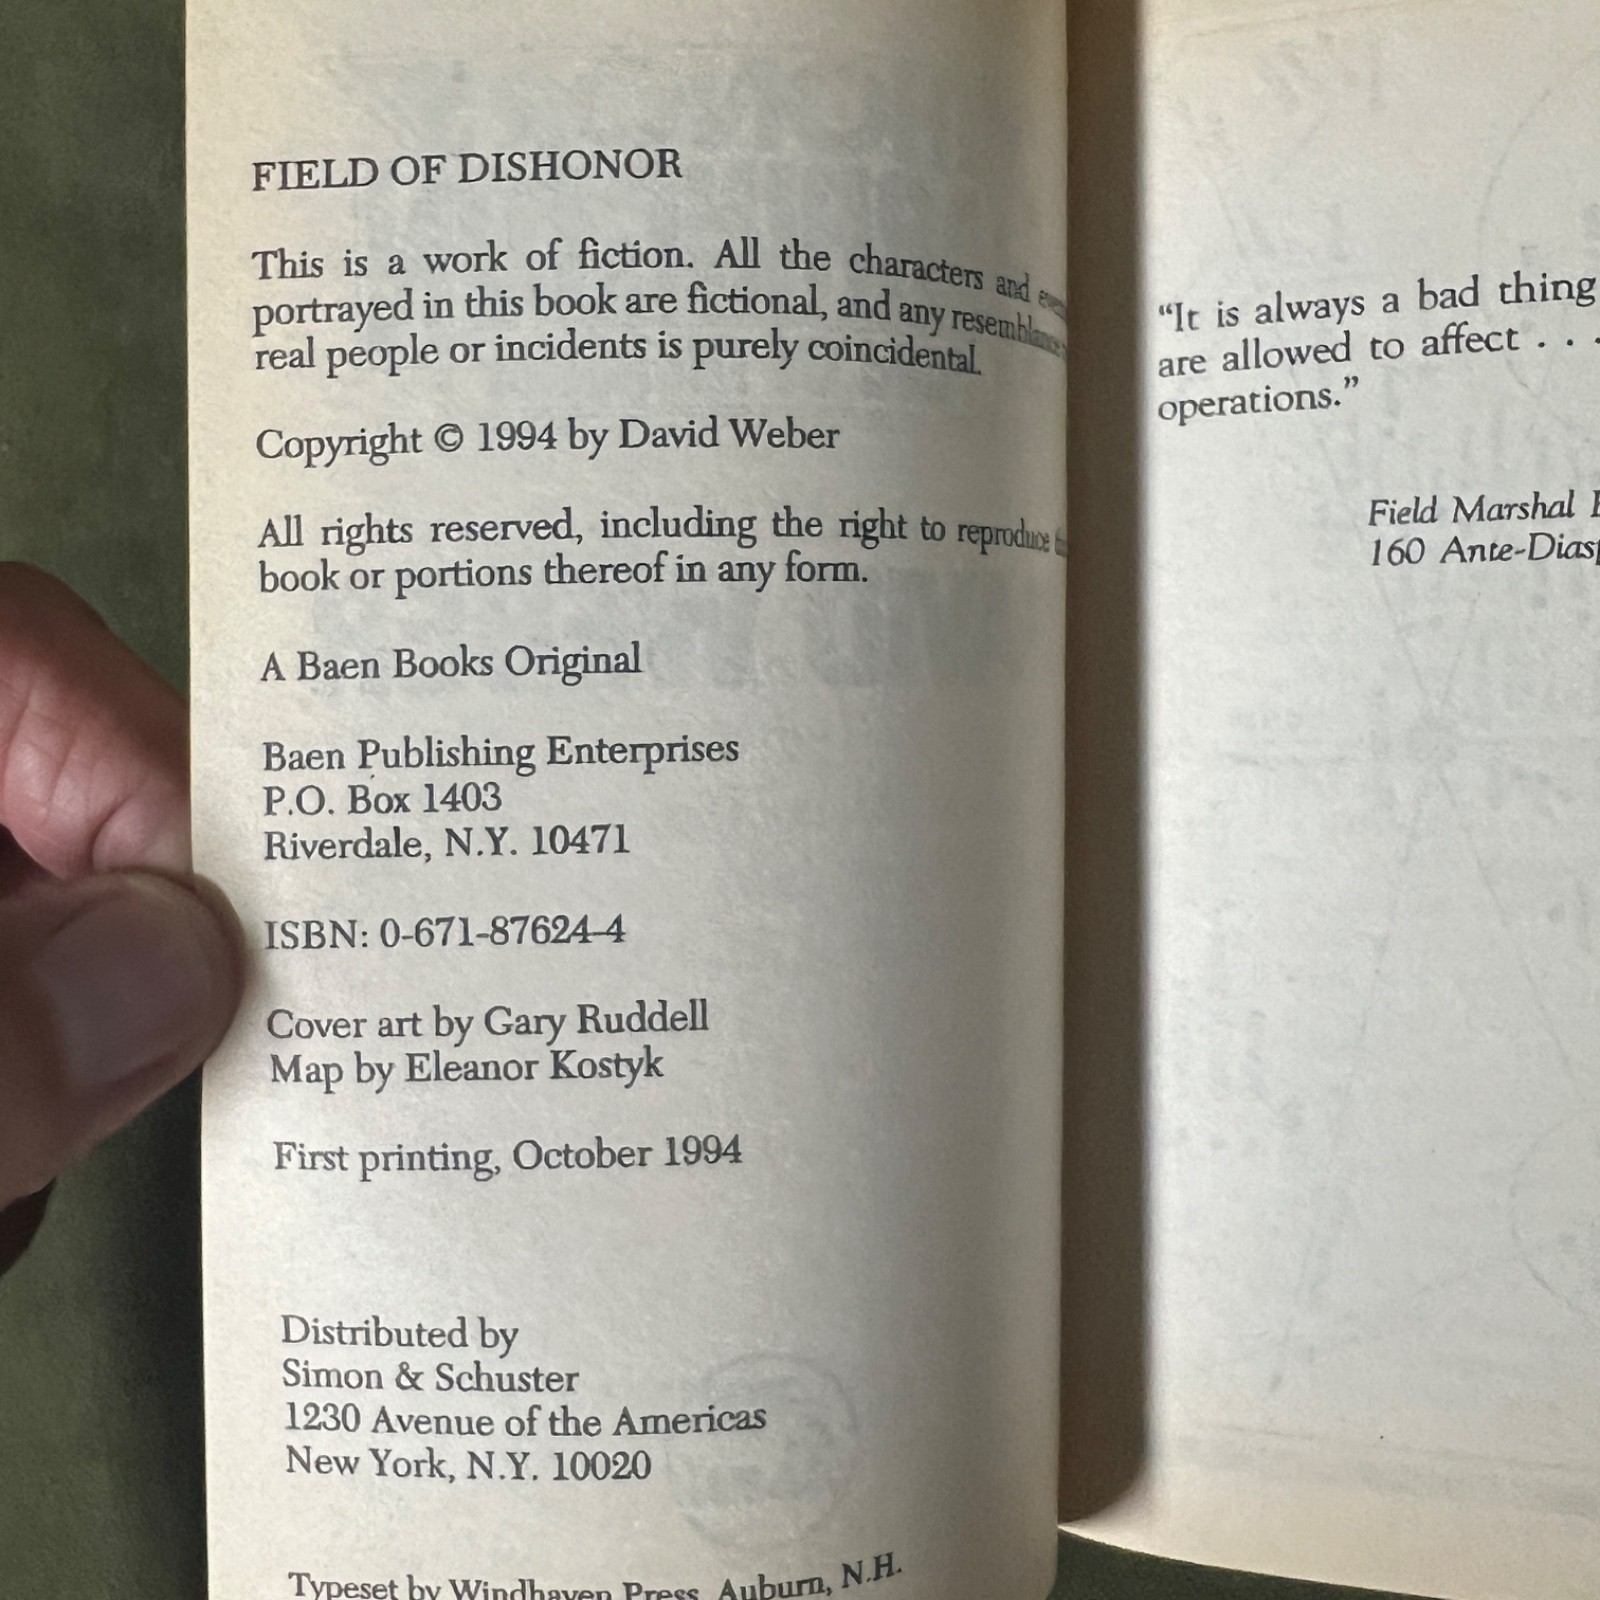 FIELD OF DISHONOR
This is a work of fiction. All the characters and
portrayed in this book are fictional, and any resemblance
real people or incidents is purely coincidental.
Copyright © 1994 by David Weber
All rights reserved, including the right to reproduce
book or portions thereof in any form.
A Baen Books Original
Baen Publishing Enterprises
P.O. Box 1403
Riverdale, N.Y. 10471
ISBN: 0-671-87624-4
Cover art by Gary Ruddell
Map by Eleanor Kostyk
First printing, October 1994
Distributed by
Simon & Schuster
1230 Avenue of the Americas
New York, N.Y. 10020
Typeset by Windhaven Press, Auburn, N.H.
“It is always a bad thing
are allowed to affect . . .
operations.”
Field Marshal
160 Ante-Dias